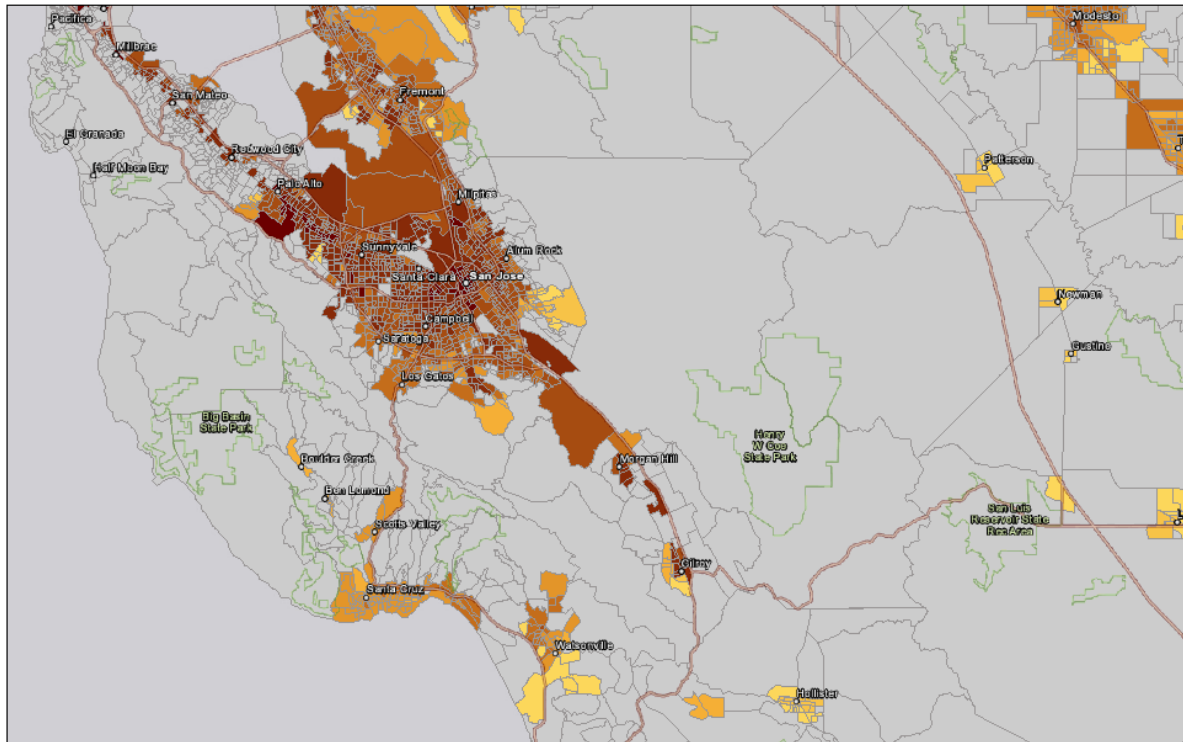 Pacifica
Modesto
Millbrae
San Mateo
Fremont
El Granada
Redwood City
Patterson
Half Moon Bay
Palo Alto
Milpitas
Sunnyvale
Alum Rock
Santa Clara
San Jose
Newman
Campbell
Saratoga
Gustine
Los Gatos
Big Basin
State Park
Henry
W Coe
State Park
Boulder Creek
Morgan Hill
Ben Lomond
San Luis
Reservoir State
Rec Area
Scotts Valley
Gilroy
Santa Cruz
Watsonville
Hollister